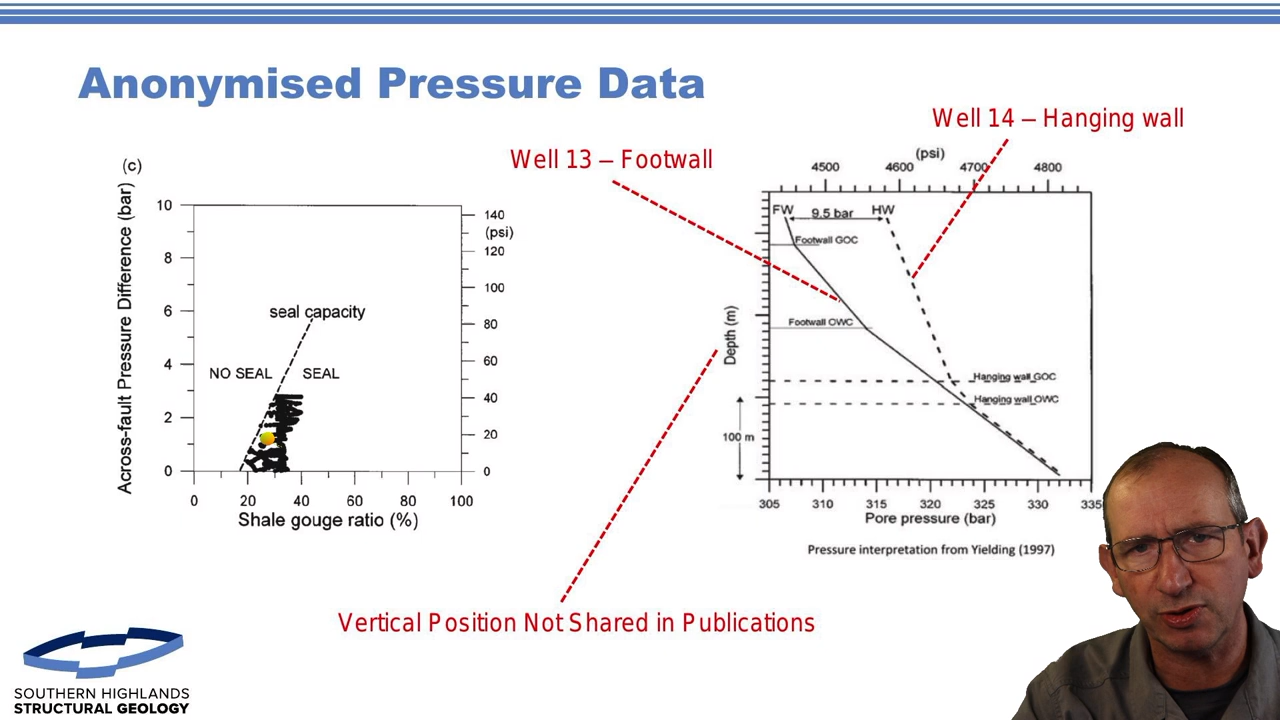 Anonymised Pressure Data
Well 14 – Hanging wall
Well 13 – Footwall
(c)
Across-fault Pressure Difference (bar)
10
8
6
4
2
0
140
(psi)
120
100
80
60
40
20
0
seal capacity
NO SEAL
SEAL
0
20
40
60
80
100
Shale gouge ratio (%)
(psi)
4500
4600
4700
4800
FW
9.5 bar
HW
Footwall GOC
Footwall OWC
Hanging wall GOC
Hanging wall OWC
Depth (m)
100 m
305
310
315
320
325
330
335
Pore pressure (bar)
Pressure interpretation from Yielding (1997)
Vertical Position Not Shared in Publications
SOUTHERN HIGHLANDS
STRUCTURAL GEOLOGY